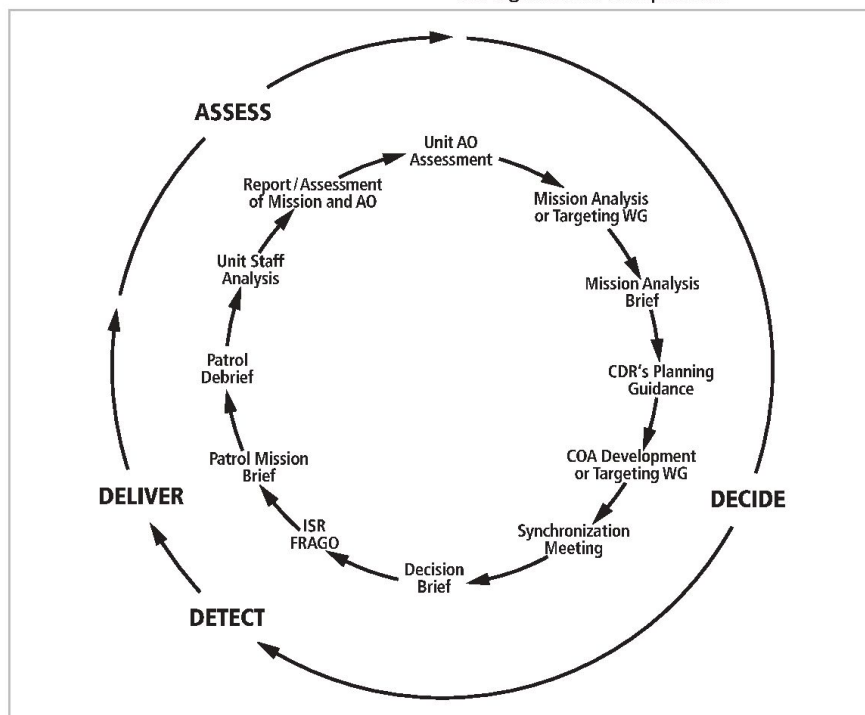 ASSESS
Unit AO
Assessment
Report/Assessment
of Mission and AO
Mission Analysis
or Targeting WG
Unit Staff
Analysis
Mission Analysis
Brief
Patrol
Debrief
CDR's Planning
Guidance
Patrol Mission
Brief
COA Development
or Targeting WG
DELIVER
DECIDE
ISR
FRAGO
Synchronization
Meeting
Decision
Brief
DETECT